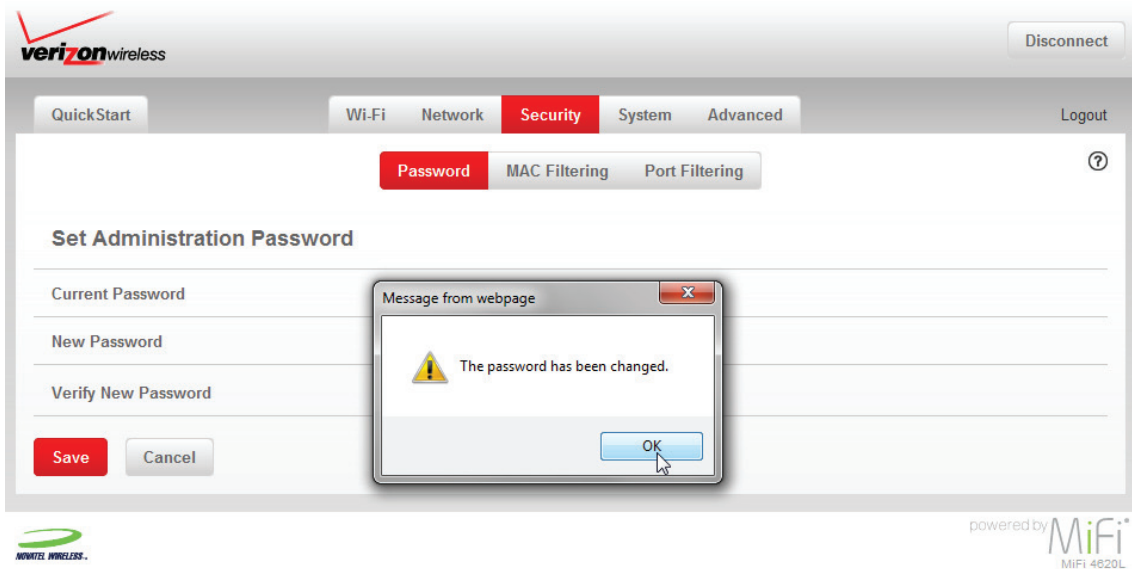 verizonwireless
Disconnect
QuickStart
Wi-Fi Network Security System Advanced
Logout
Password MAC Filtering Port Filtering
?
Set Administration Password
Current Password
New Password
Verify New Password
Message from webpage
The password has been changed.
OK
Save Cancel
NOVATEL WIRELESS
powered by MiFi
MiFi 4620L